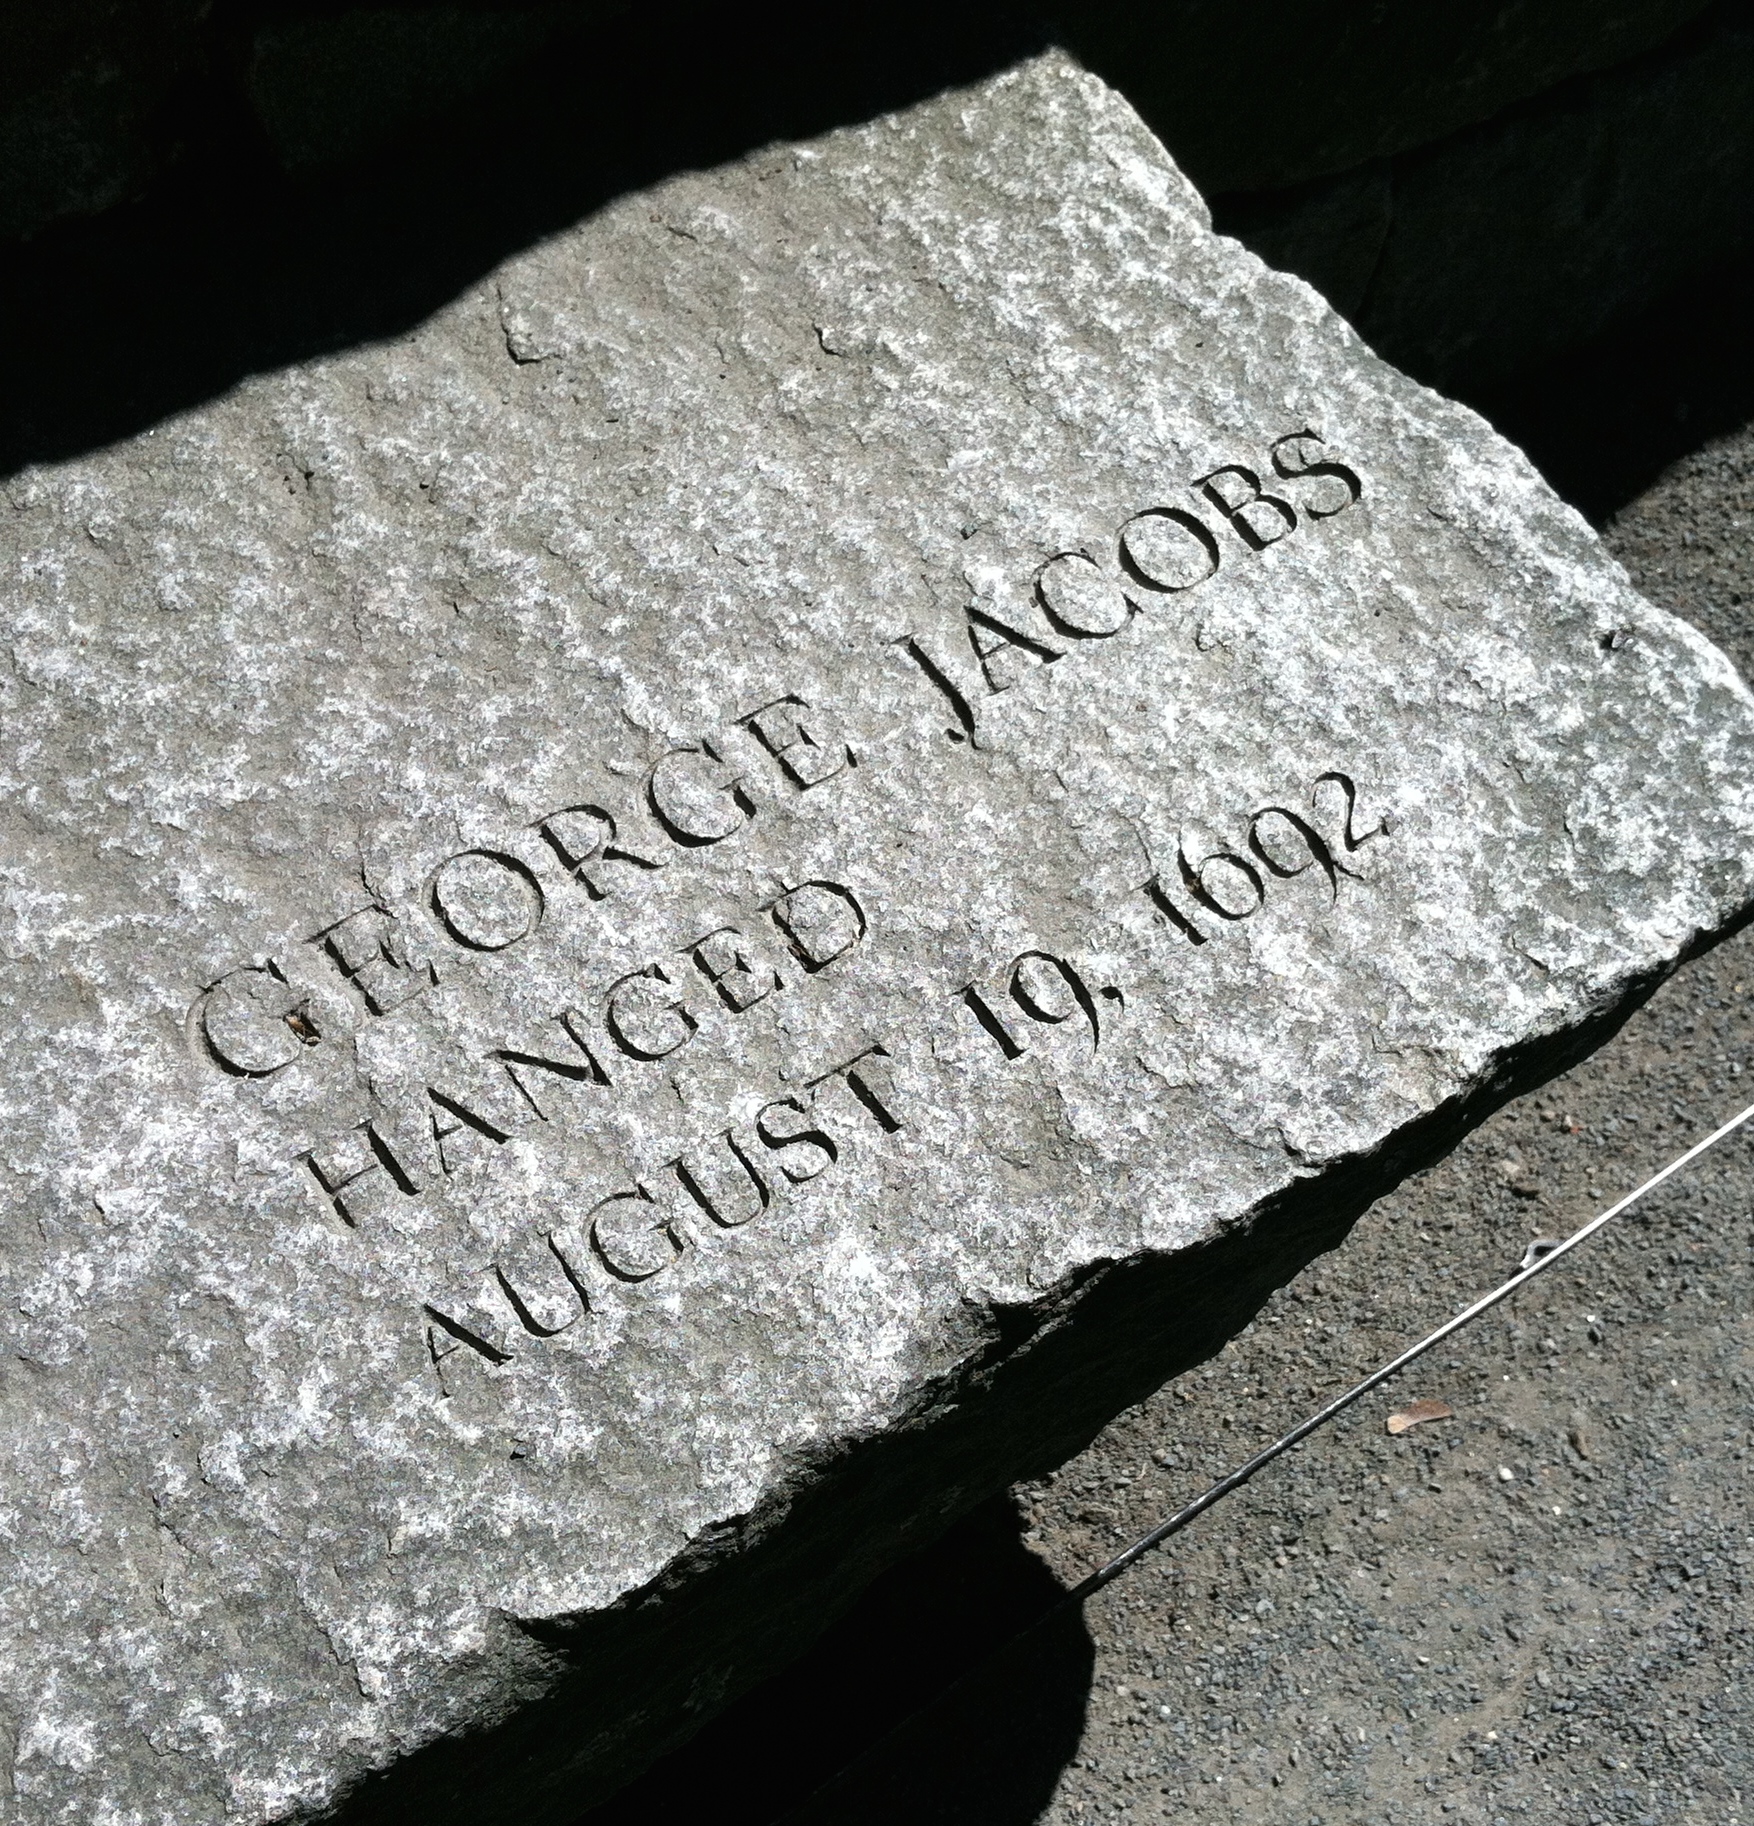 GEORGE JACOBS
HANGED
AUGUST 19, 1692